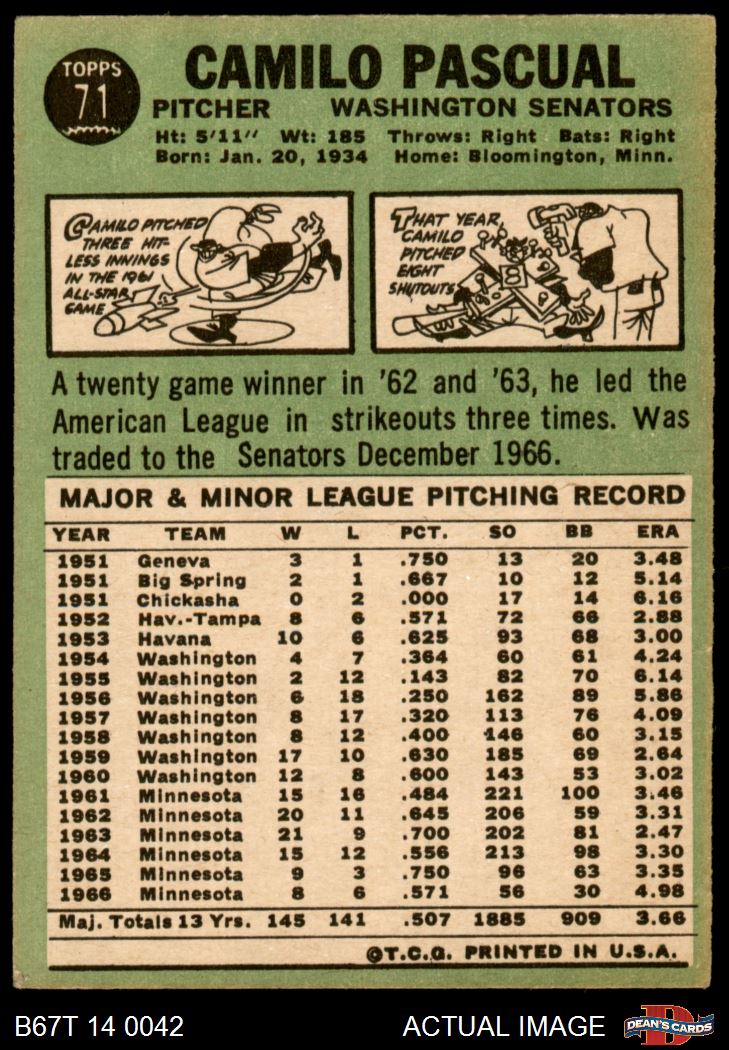 TOPPS
71
CAMILO PASCUAL
PITCHER WASHINGTON SENATORS
Ht: 5'11" Wt: 185 Throws: Right Bats: Right
Born: Jan. 20, 1934 Home: Bloomington, Minn.
CAMILO PITCHED
THREE HIT-
LESS INNINGS
IN THE 1961
ALL-STAR
GAME
THAT YEAR,
CAMILO
PITCHED
EIGHT
SHUTOUTS
8
A twenty game winner in '62 and '63, he led the
American League in strikeouts three times. Was
traded to the Senators December 1966.
MAJOR & MINOR LEAGUE PITCHING RECORD
YEAR TEAM W L PCT. SO BB ERA
1951 Geneva 3 1 .750 13 20 3.48
1951 Big Spring 2 1 .667 10 12 5.14
1951 Chickasha 0 2 .000 17 14 6.16
1952 Hav.-Tampa 8 6 .571 72 66 2.88
1953 Havana 10 6 .625 93 68 3.00
1954 Washington 4 7 .364 60 61 4.24
1955 Washington 2 12 .143 82 70 6.14
1956 Washington 6 18 .250 162 89 5.86
1957 Washington 8 17 .320 113 76 4.09
1958 Washington 8 12 .400 146 60 3.15
1959 Washington 17 10 .630 185 69 2.64
1960 Washington 12 8 .600 143 53 3.02
1961 Minnesota 15 16 .484 221 100 3.46
1962 Minnesota 20 11 .645 206 59 3.31
1963 Minnesota 21 9 .700 202 81 2.47
1964 Minnesota 15 12 .556 213 98 3.30
1965 Minnesota 9 3 .750 96 63 3.35
1966 Minnesota 8 6 .571 56 30 4.98
Maj. Totals 13 Yrs. 145 141 .507 1885 909 3.66
©T.C.G. PRINTED IN U.S.A.
B67T 14 0042 ACTUAL IMAGE
D
DEAN'S CARDS